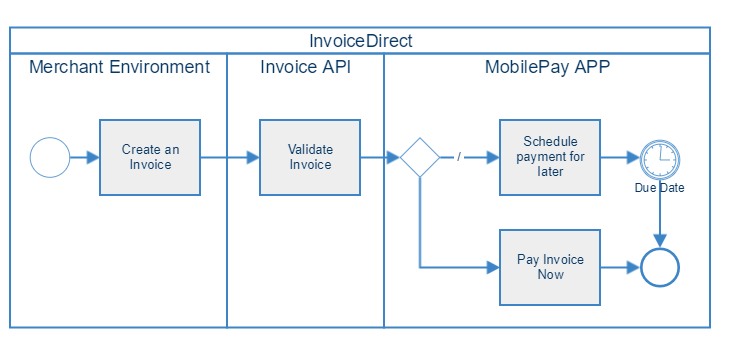 InvoiceDirect
Merchant Environment
Invoice API
MobilePay APP
Create an
Invoice
Validate
Invoice
/
Schedule
payment for
later
Due Date
Pay Invoice
Now